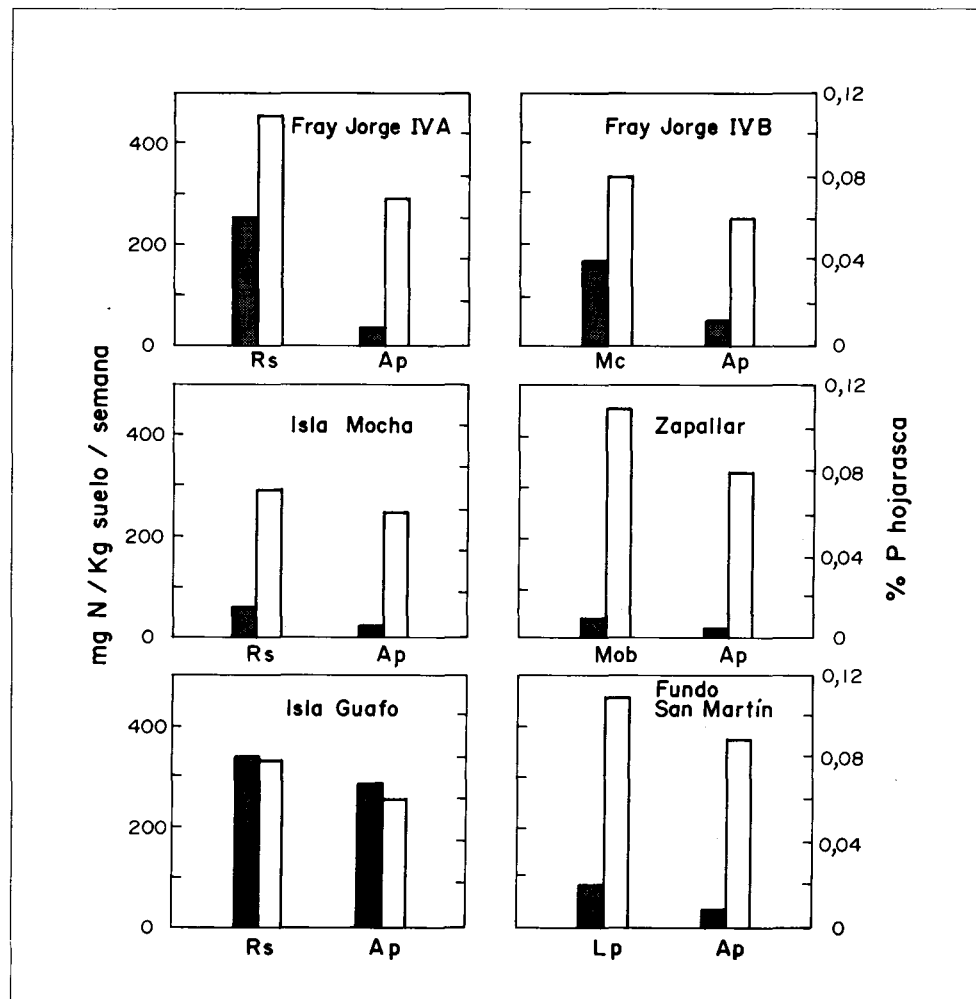 mg N / Kg suelo / semana
% P hojarasca
Fray Jorge IVA
400
200
0
Rs Ap
Fray Jorge IVB
0,12
0,08
0,04
0
Mc Ap
Isla Mocha
400
200
0
Rs Ap
Zapallar
0,12
0,08
0,04
0
Mob Ap
Isla Guafo
400
200
0
Rs Ap
Fundo
San Martín
0,12
0,08
0,04
0
Lp Ap